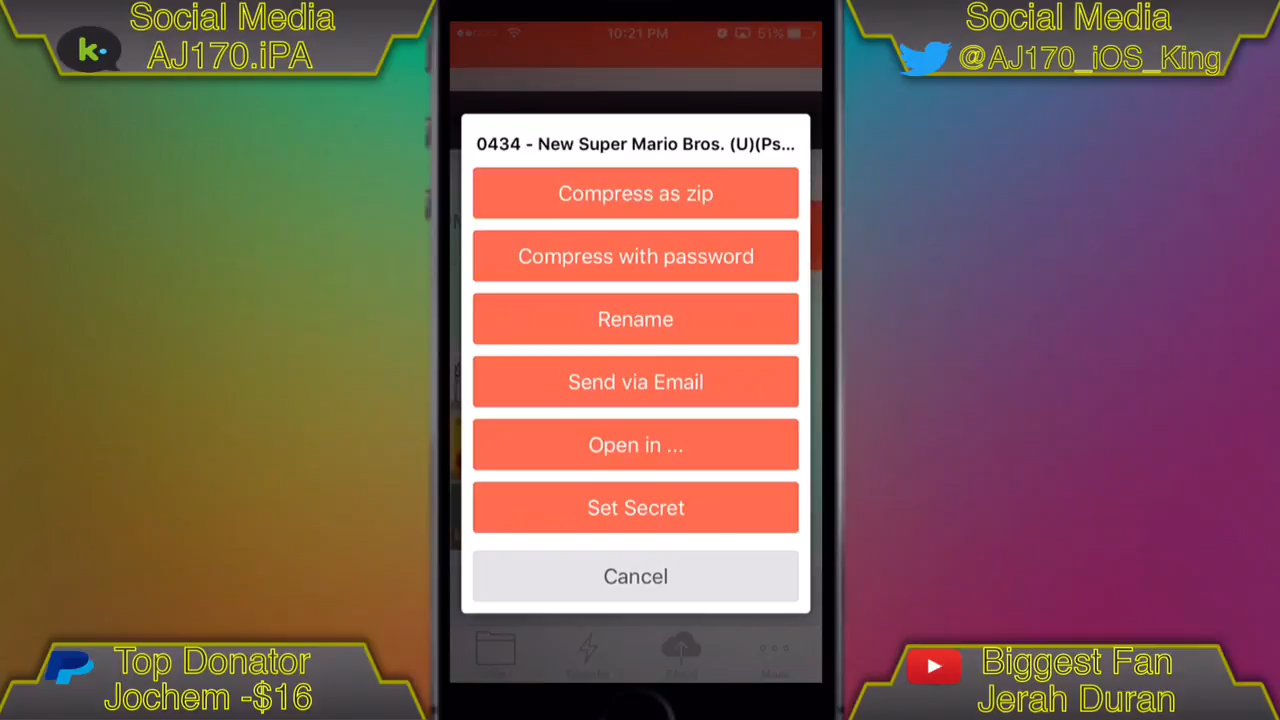 Social Media
AJ170.iPA
k
Social Media
@AJ170_iOS_King
10:21 PM
51%
0434 - New Super Mario Bros. (U)(Ps...
Compress as zip
Compress with password
Rename
Send via Email
Open in ...
Set Secret
Cancel
More
Top Donator
Jochem -$16
Biggest Fan
Jerah Duran